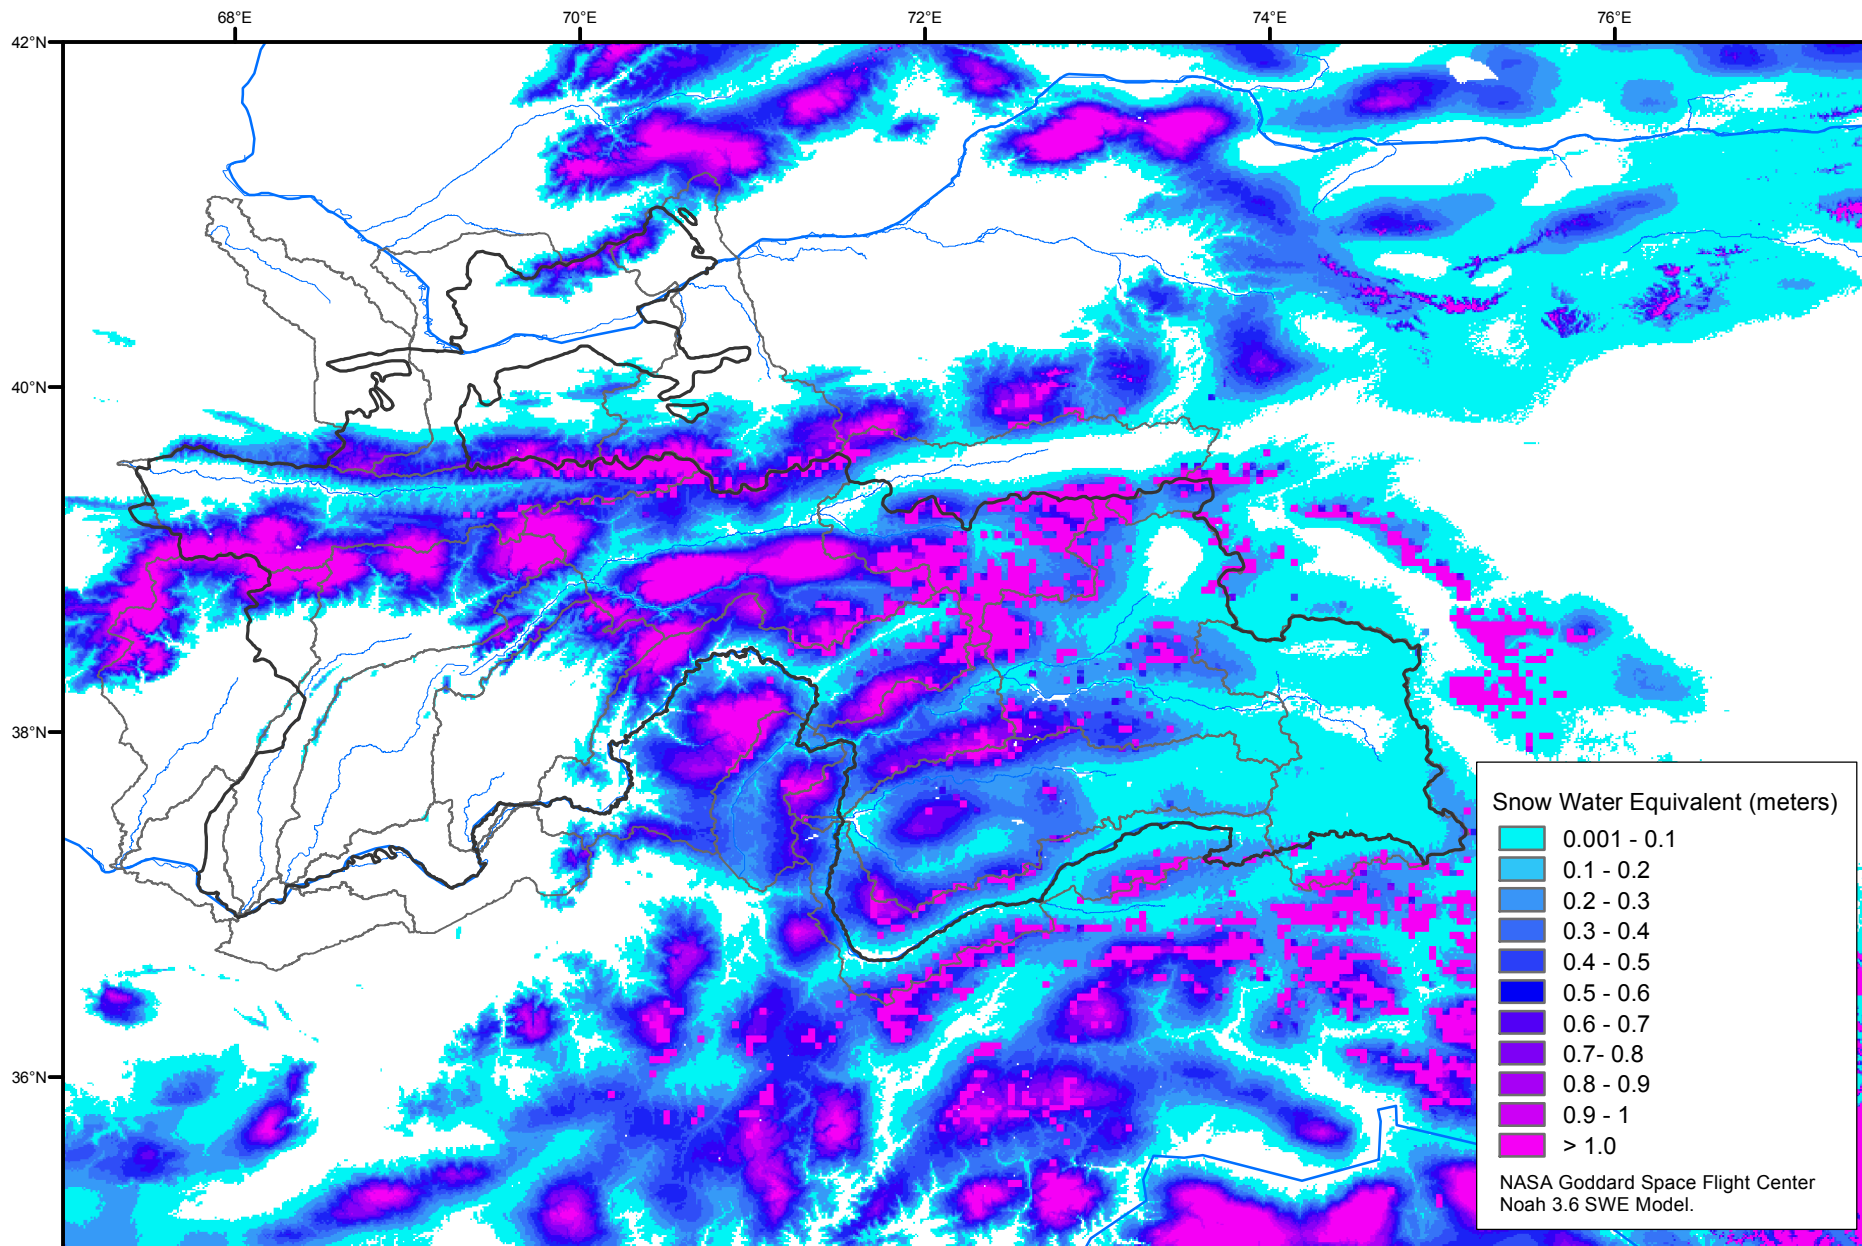 68°E 70°E 72°E 74°E 76°E
42°N
40°N
38°N
36°N
Snow Water Equivalent (meters)
0.001 - 0.1
0.1 - 0.2
0.2 - 0.3
0.3 - 0.4
0.4 - 0.5
0.5 - 0.6
0.6 - 0.7
0.7- 0.8
0.8 - 0.9
0.9 - 1
> 1.0
NASA Goddard Space Flight Center
Noah 3.6 SWE Model.